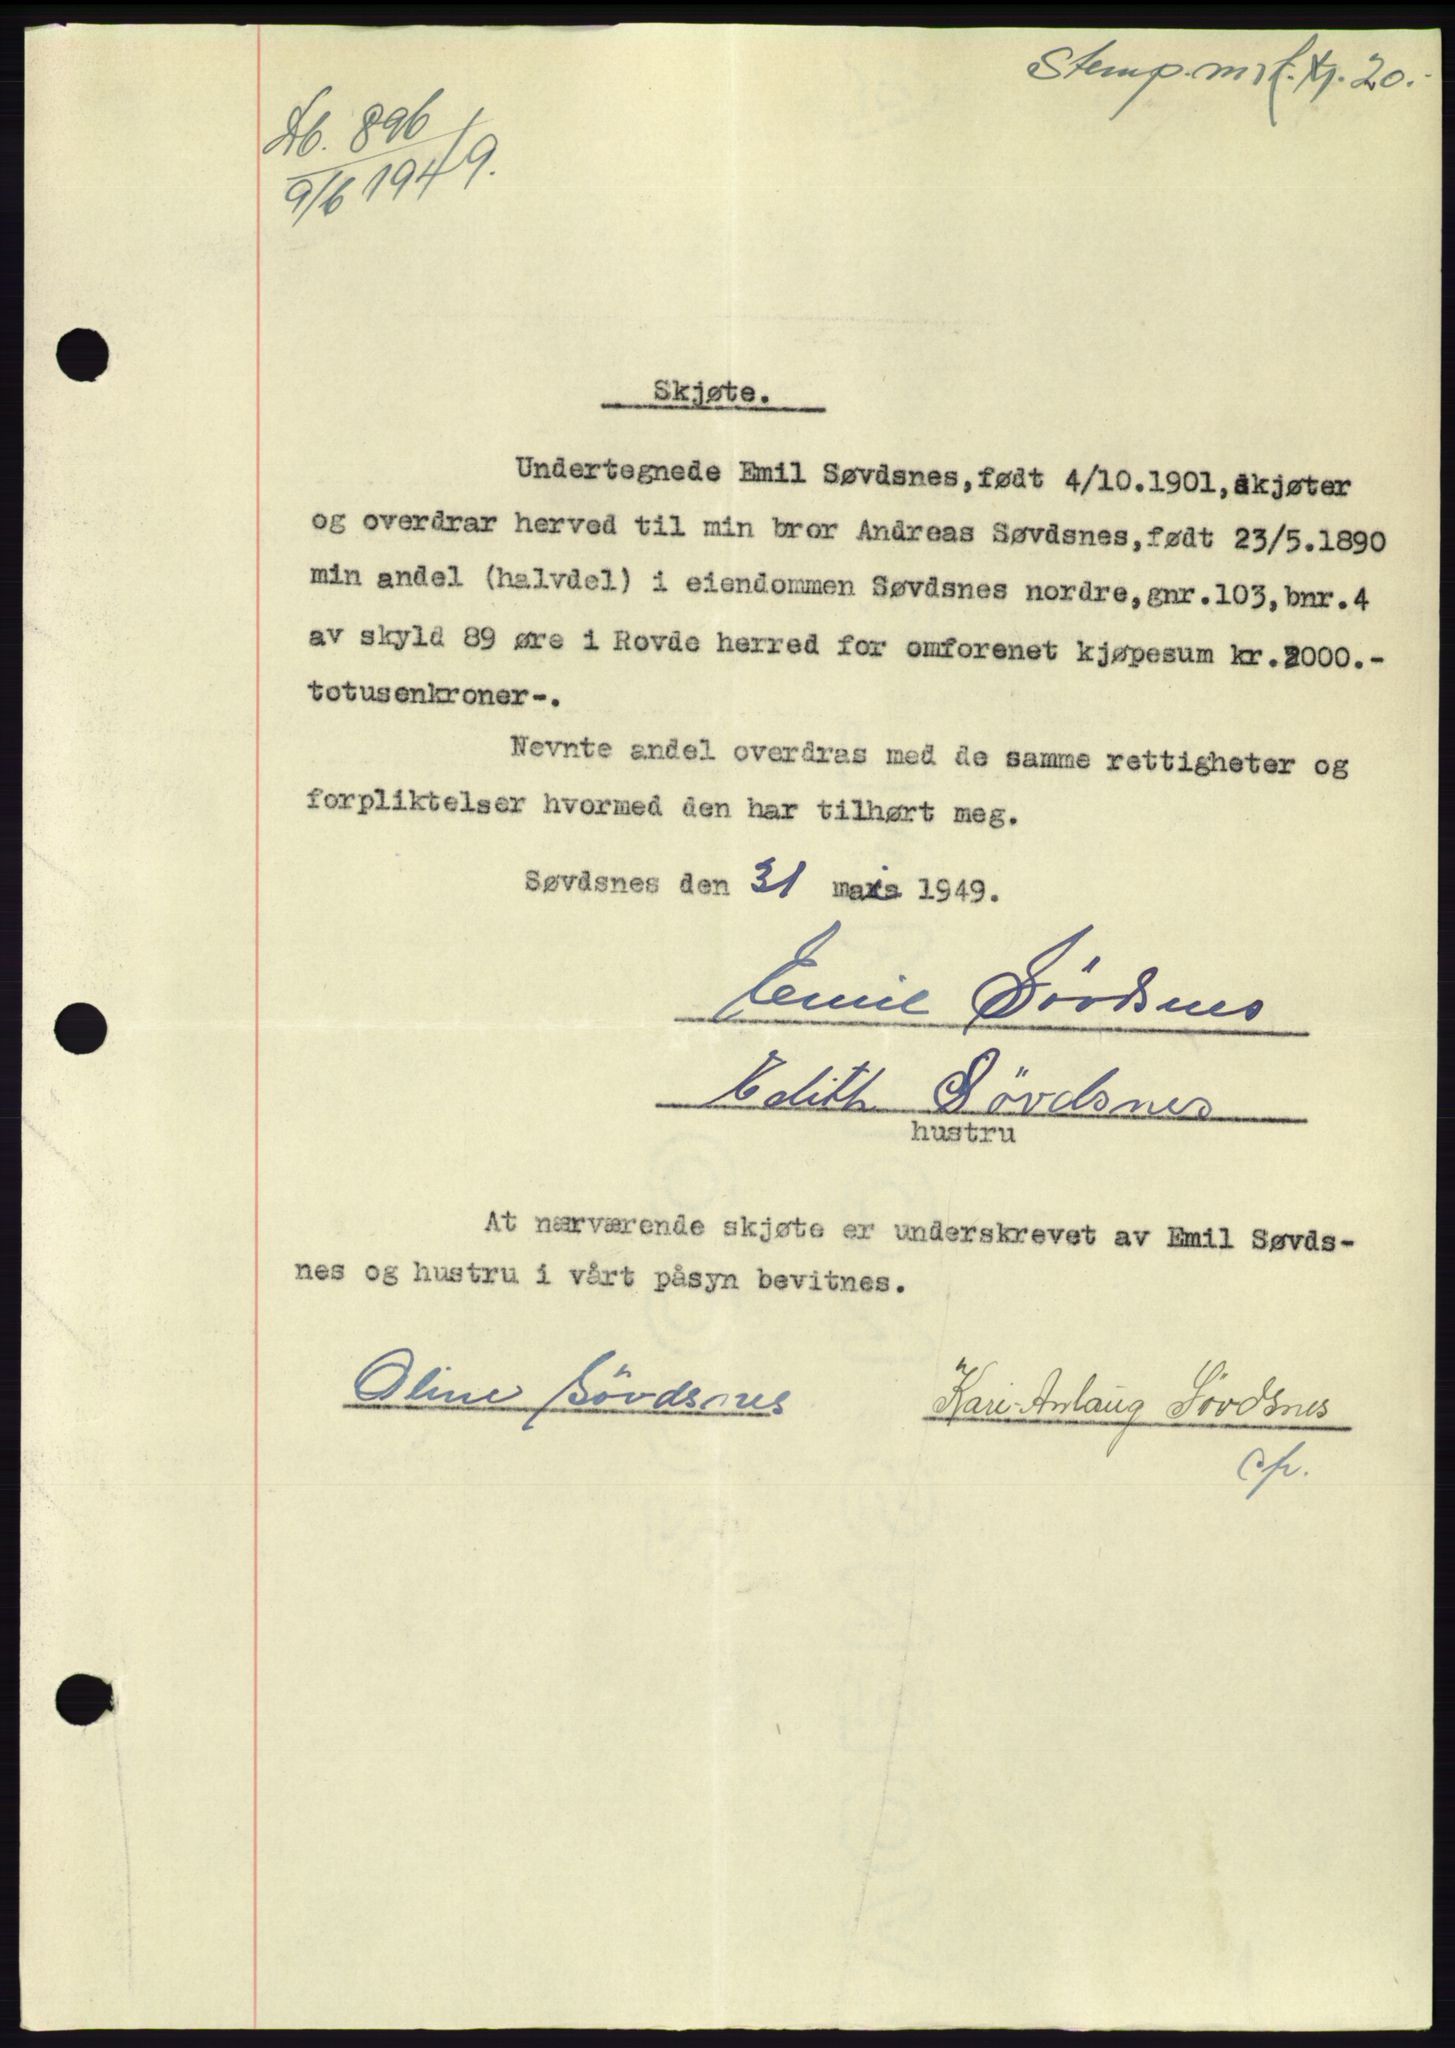 Stemp.mrk. kr. 20.-
Db. 896
9/6 1949.
Skjøte.
Undertegnede Emil Søvdsnes, født 4/10.1901, skjøter
og overdrar herved til min bror Andreas Søvdsnes, født 23/5.1890
min andel (halvdel) i eiendommen Søvdsnes nordre, gnr.103, bnr.4
av skyld 89 øre i Rovde herred for omforenet kjøpesum kr.2000.-
totusenkroner-.
Nevnte andel overdras med de samme rettigheter og
forpliktelser hvormed den har tilhørt meg.
Søvdsnes den 31 mai 1949.
Emil Sövdsnes
Edith Sövdsnes
hustru
At nærværende skjøte er underskrevet av Emil Søvds-
nes og hustru i vårt påsyn bevitnes.
Oline Sövdsnes Kari-Anlaug Sövdsnes